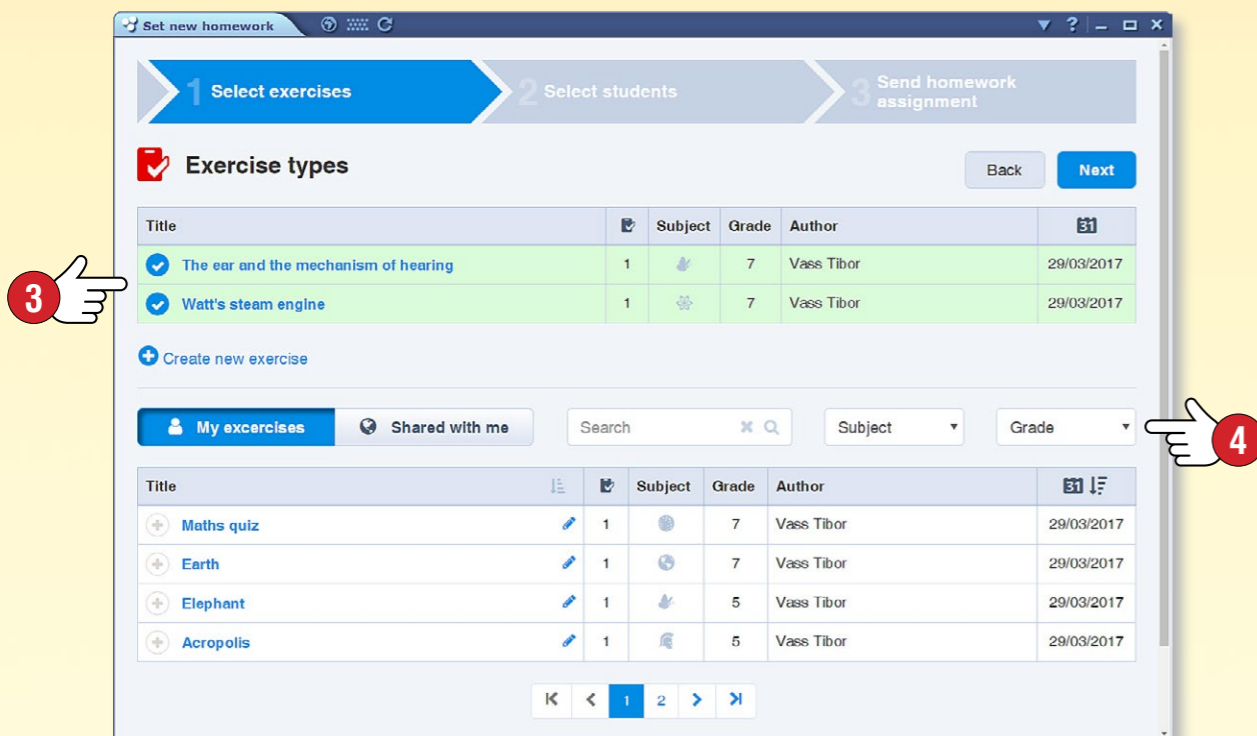 Set new homework
1 Select exercises
2 Select students
3 Send homework
assignment
Exercise types
Back
Next
Title Subject Grade Author 31
The ear and the mechanism of hearing 1 7 Vass Tibor 29/03/2017
Watt's steam engine 1 7 Vass Tibor 29/03/2017
3
Create new exercise
My excercises
Shared with me
Search
Subject
Grade
4
Title Subject Grade Author 31
Maths quiz 1 7 Vass Tibor 29/03/2017
Earth 1 7 Vass Tibor 29/03/2017
Elephant 1 5 Vass Tibor 29/03/2017
Acropolis 1 5 Vass Tibor 29/03/2017
1 2